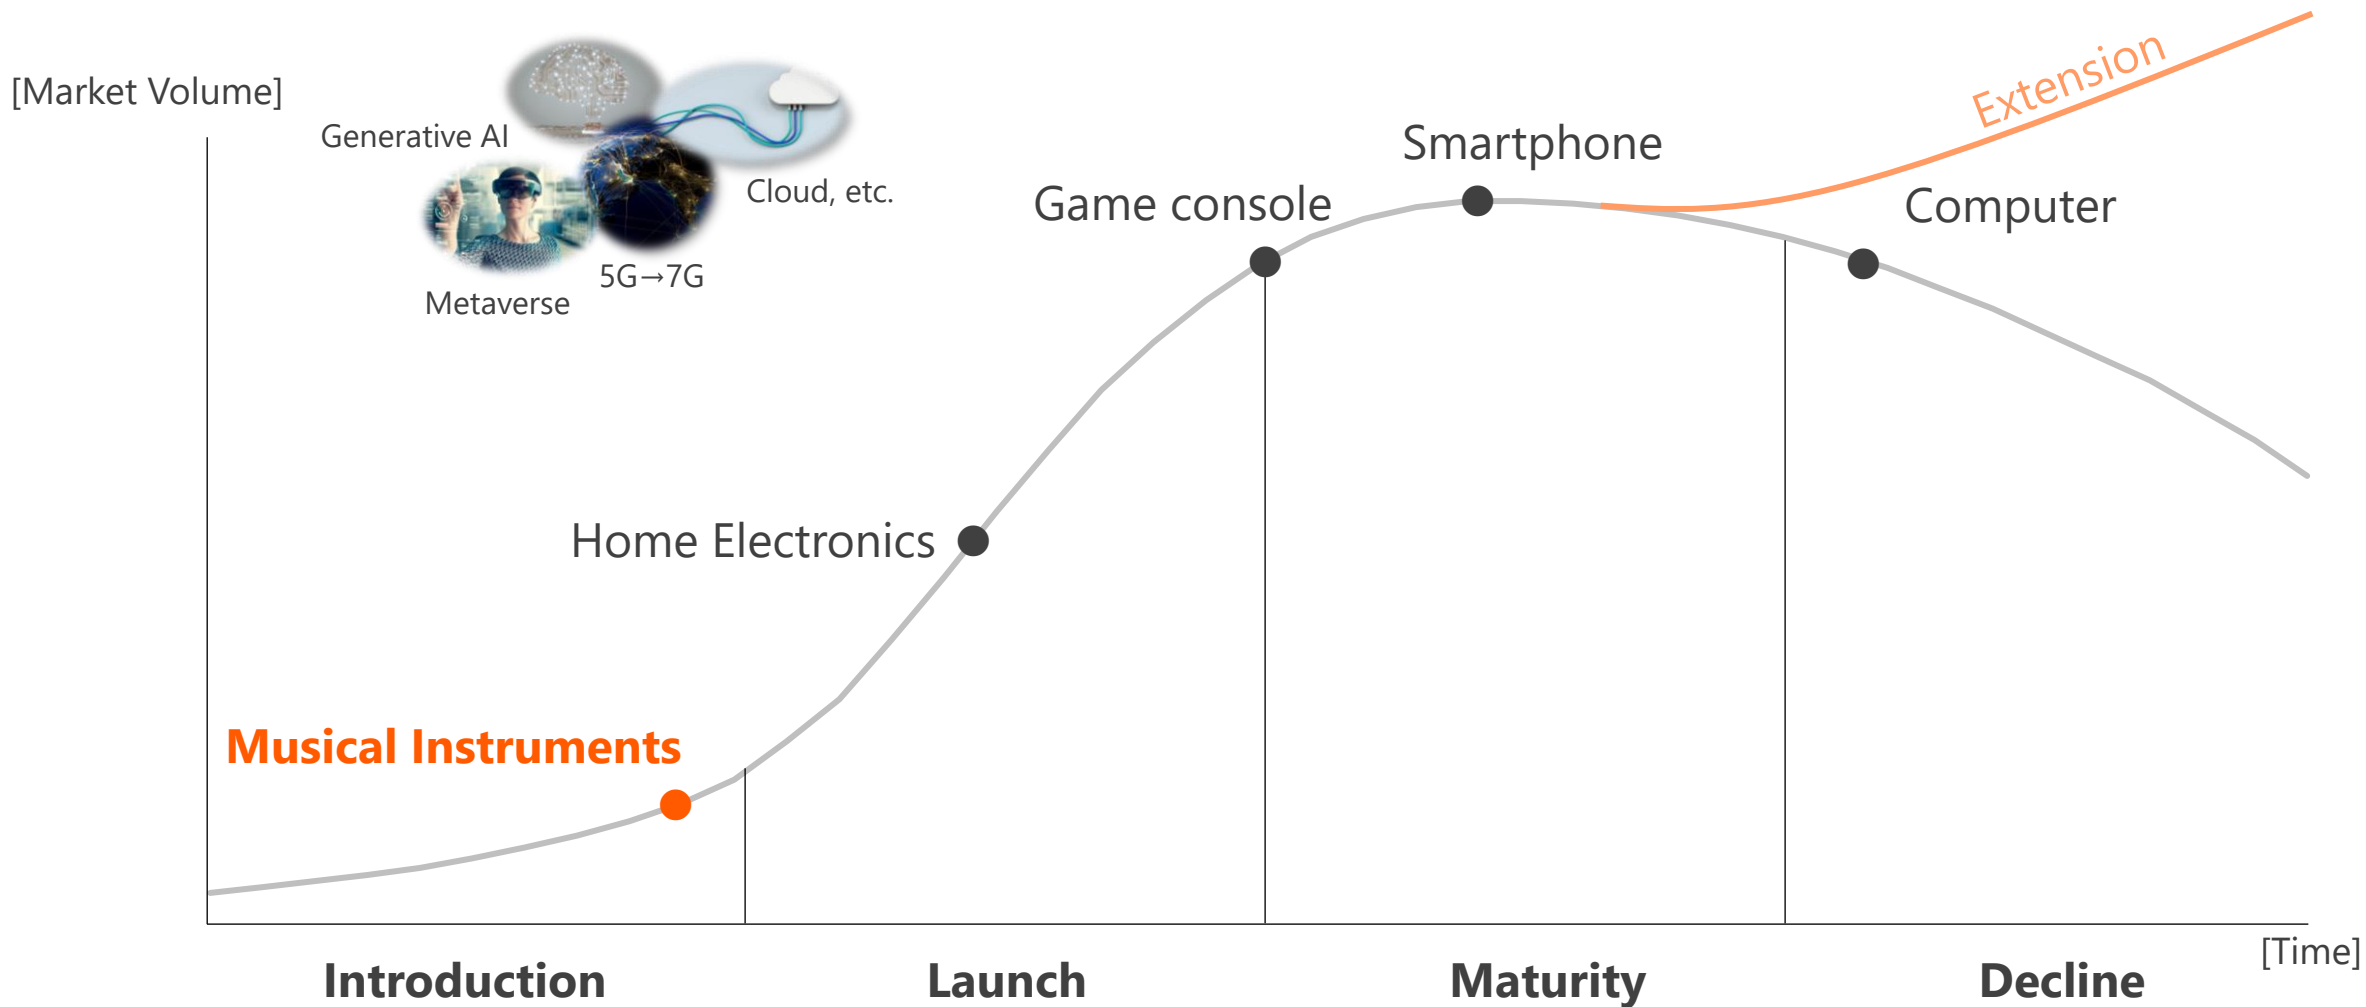 [Market Volume]
Generative AI
Cloud, etc.
5G→7G
Metaverse
Extension
Smartphone
Game console
Computer
Home Electronics
Musical Instruments
[Time]
Introduction
Launch
Maturity
Decline